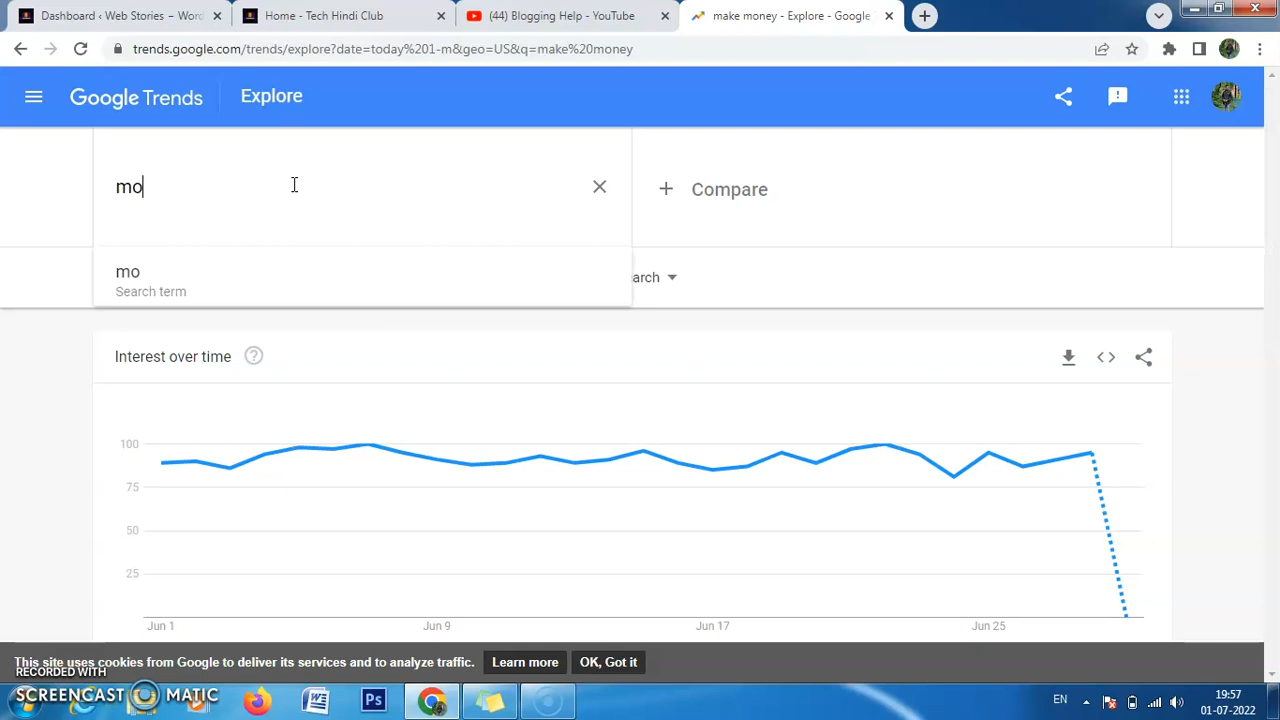 Dashboard ‹ Web Stories – Wor
Home - Tech Hindi Club
(44) Blogging Help - YouTube
make money - Explore - Google
trends.google.com/trends/explore?date=today%201-m&geo=US&q=make%20money
Google Trends
Explore
mo
Compare
mo
Search term
arch
Interest over time
100
75
50
25
Jun 1
Jun 9
Jun 17
Jun 25
This site uses cookies from Google to deliver its services and to analyze traffic.
Learn more
OK, Got it
RECORDED WITH
SCREENCAST MATIC
EN
19:57
01-07-2022